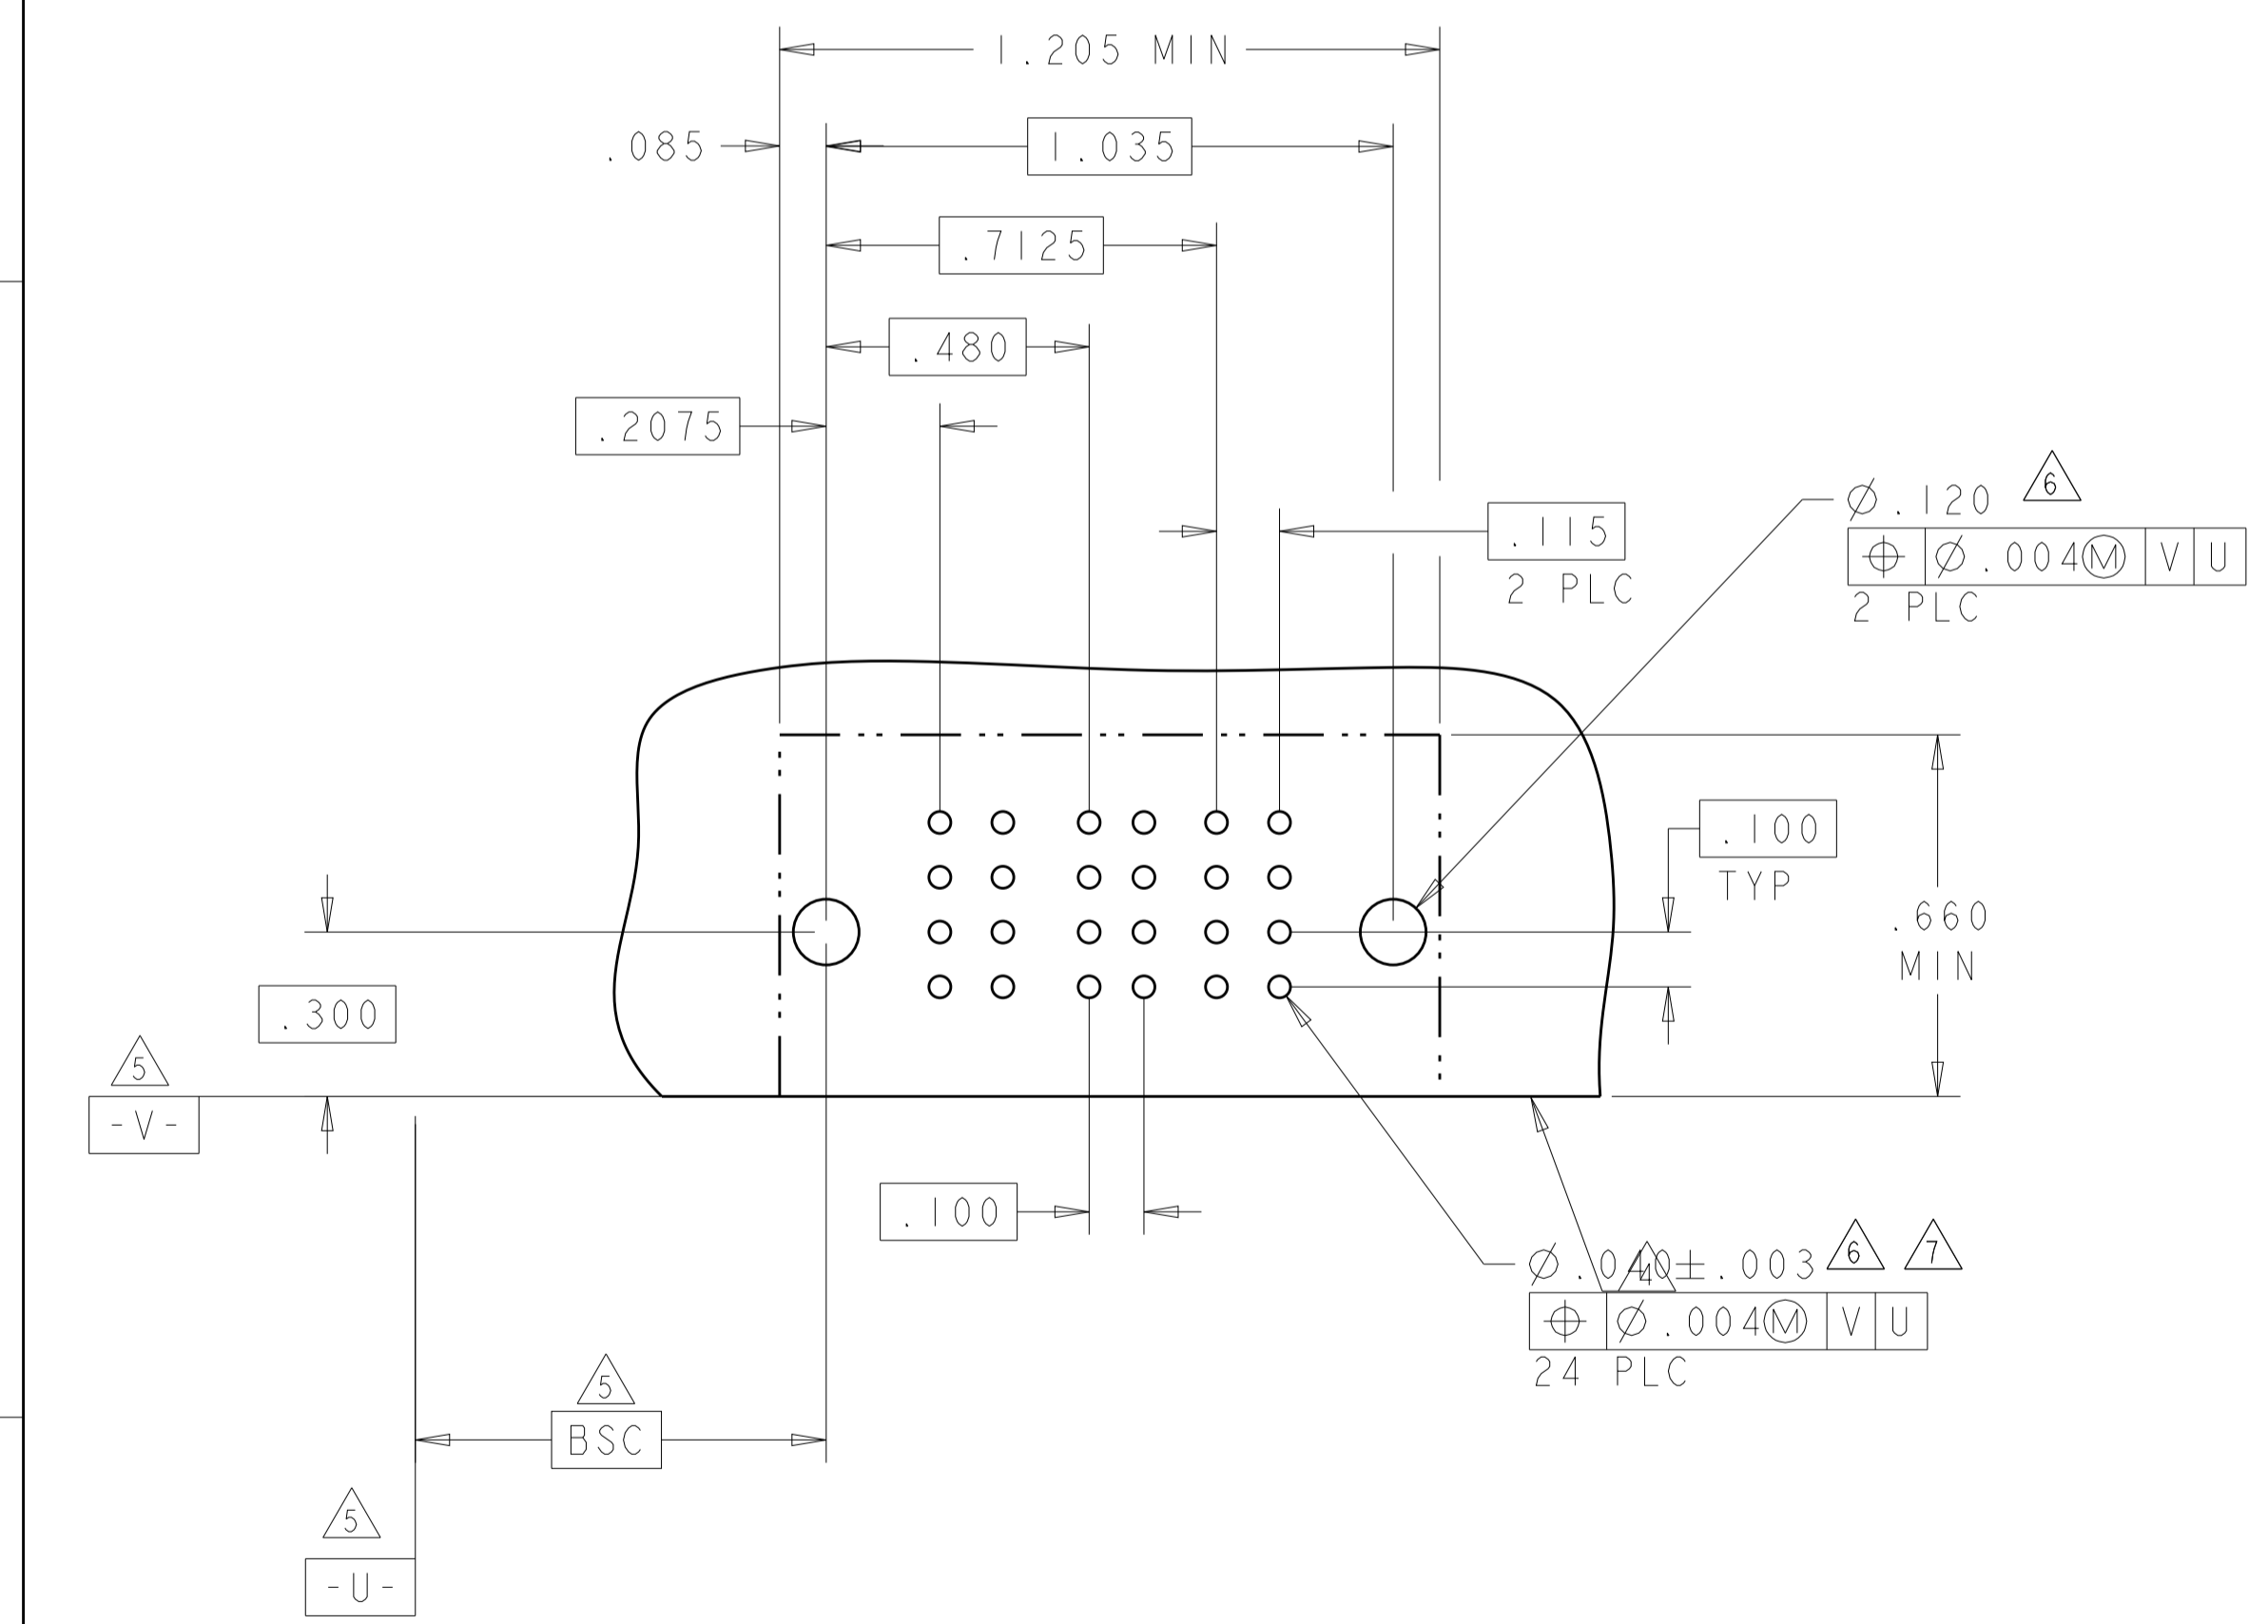 1.205 MIN
.085
1.035
.7125
.480
.2075
.115
2 PLC
⌀.120 6
⌖ ⌀.004Ⓜ V U
2 PLC
.100
TYP
.660
MIN
.300
5
-V-
.100
⌀.040±.003 6 7
4
⌖ ⌀.004Ⓜ V U
24 PLC
5
BSC
5
-U-